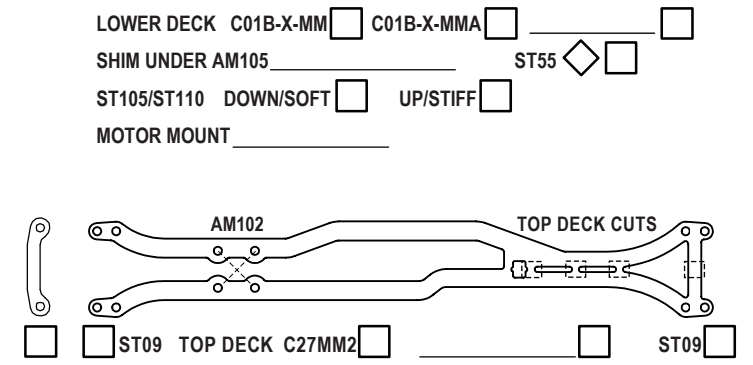 LOWER DECK C01B-X-MM C01B-X-MMA
SHIM UNDER AM105 ST55
ST105/ST110 DOWN/SOFT UP/STIFF
MOTOR MOUNT
AM102 TOP DECK CUTS
ST09 TOP DECK C27MM2 ST09